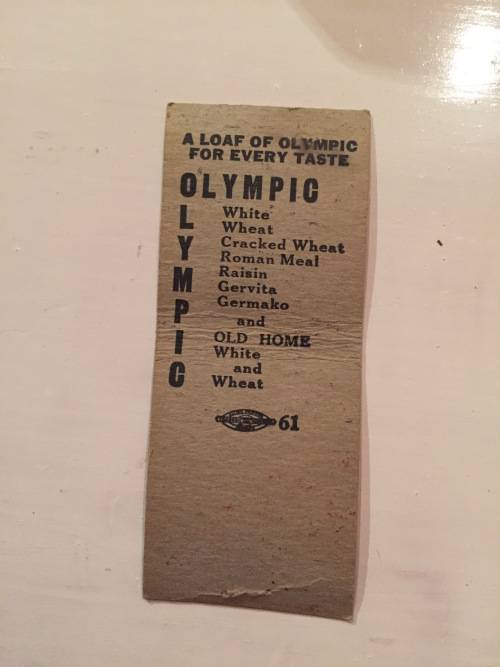 A LOAF OF OLYMPIC
FOR EVERY TASTE
OLYMPIC
L
Y
M
P
I
C
White
Wheat
Cracked Wheat
Roman Meal
Raisin
Gervita
Germako
and
OLD HOME
White
and
Wheat
61